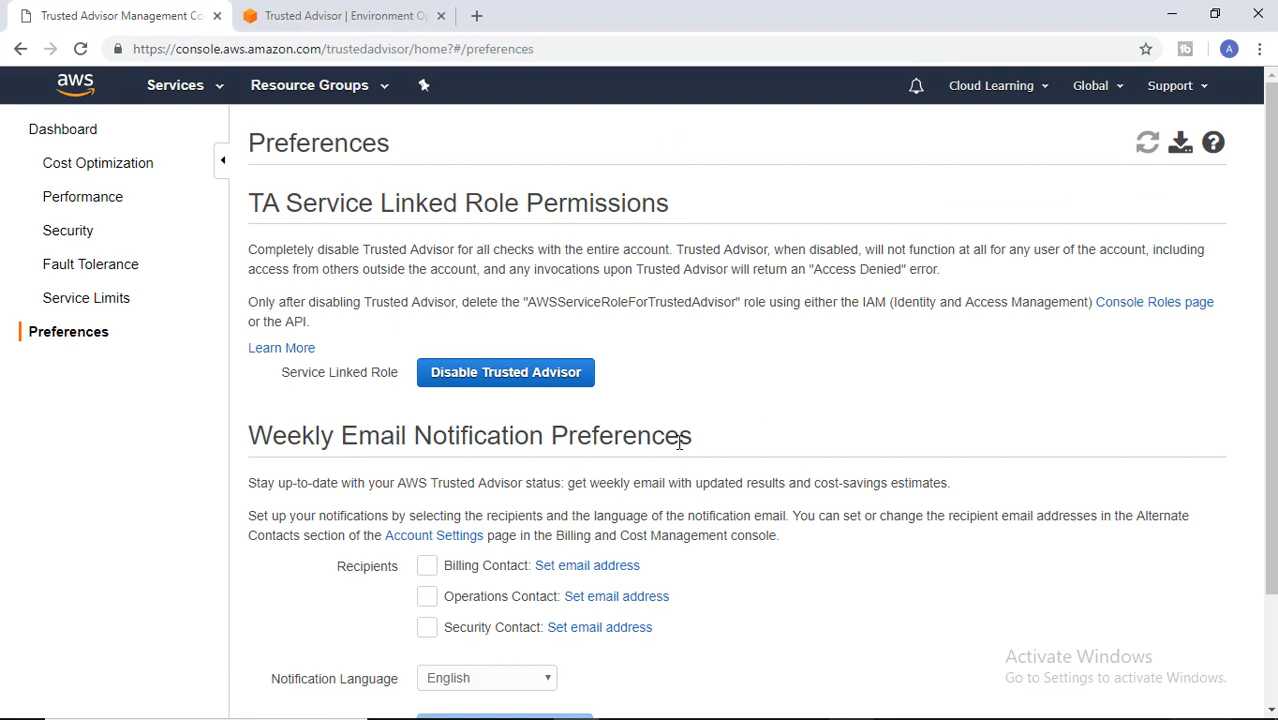 Trusted Advisor Management Co
Trusted Advisor | Environment Op
https://console.aws.amazon.com/trustedadvisor/home?#/preferences
A
aws
Services
Resource Groups
Cloud Learning
Global
Support
Dashboard
Cost Optimization
Performance
Security
Fault Tolerance
Service Limits
Preferences
Preferences
TA Service Linked Role Permissions
Completely disable Trusted Advisor for all checks with the entire account. Trusted Advisor, when disabled, will not function at all for any user of the account, including
access from others outside the account, and any invocations upon Trusted Advisor will return an "Access Denied" error.
Only after disabling Trusted Advisor, delete the "AWSServiceRoleForTrustedAdvisor" role using either the IAM (Identity and Access Management) Console Roles page
or the API.
Learn More
Service Linked Role
Disable Trusted Advisor
Weekly Email Notification Preferences
Stay up-to-date with your AWS Trusted Advisor status: get weekly email with updated results and cost-savings estimates.
Set up your notifications by selecting the recipients and the language of the notification email. You can set or change the recipient email addresses in the Alternate
Contacts section of the Account Settings page in the Billing and Cost Management console.
Recipients
Billing Contact: Set email address
Operations Contact: Set email address
Security Contact: Set email address
Notification Language
English
Activate Windows
Go to Settings to activate Windows.